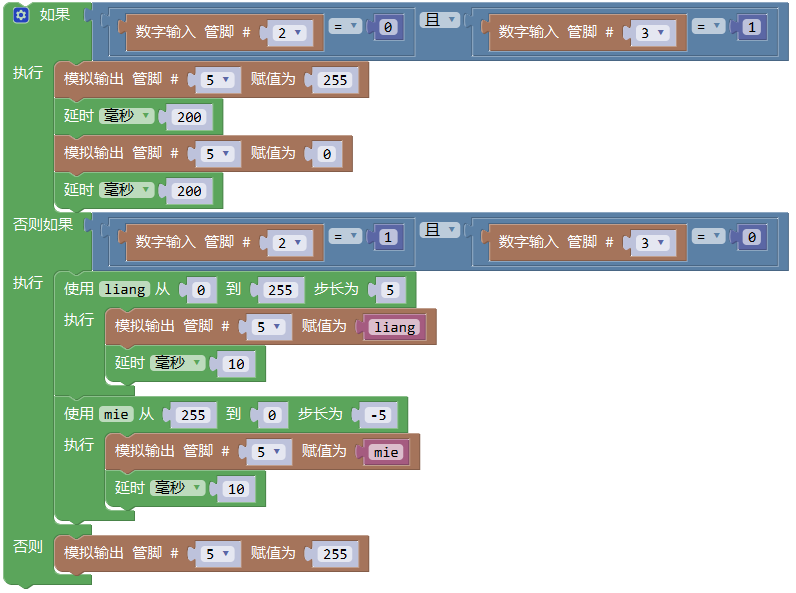 如果 数字输入 管脚 # 2 = 0 且 数字输入 管脚 # 3 = 1
执行 模拟输出 管脚 # 5 赋值为 255
延时 毫秒 200
模拟输出 管脚 # 5 赋值为 0
延时 毫秒 200
否则如果 数字输入 管脚 # 2 = 1 且 数字输入 管脚 # 3 = 0
执行 使用 liang 从 0 到 255 步长为 5
执行 模拟输出 管脚 # 5 赋值为 liang
延时 毫秒 10
使用 mie 从 255 到 0 步长为 -5
执行 模拟输出 管脚 # 5 赋值为 mie
延时 毫秒 10
否则 模拟输出 管脚 # 5 赋值为 255